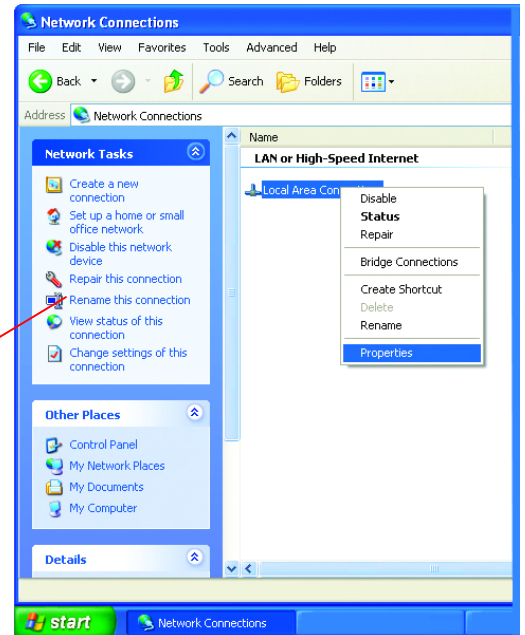 Network Connections
File Edit View Favorites Tools Advanced Help
Back Search Folders
Address Network Connections
Network Tasks
Create a new
connection
Set up a home or small
office network
Disable this network
device
Repair this connection
Rename this connection
View status of this
connection
Change settings of this
connection
Other Places
Control Panel
My Network Places
My Documents
My Computer
Details
Name
LAN or High-Speed Internet
Local Area
Disable
Status
Repair
Bridge Connections
Create Shortcut
Delete
Rename
Properties
start Network Connections